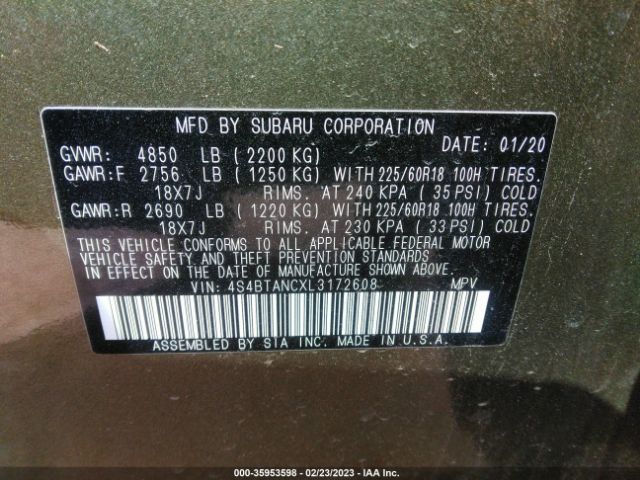 MFD BY SUBARU CORPORATION
DATE: 01/20
GVWR: 4850 LB ( 2200 KG)
GAWR:F 2756 LB ( 1250 KG) WITH 225/60R18 100H TIRES.
18X7J RIMS. AT 240 KPA ( 35 PSI) COLD
GAWR:R 2690 LB ( 1220 KG) WITH 225/60R18 100H TIRES.
18X7J RIMS. AT 230 KPA ( 33 PSI) COLD
THIS VEHICLE CONFORMS TO ALL APPLICABLE FEDERAL MOTOR
VEHICLE SAFETY AND THEFT PREVENTION STANDARDS
IN EFFECT ON THE DATE OF MANUFACTURE SHOWN ABOVE.
VIN: 4S4BTANCXL3172608 MPV
ASSEMBLED BY SIA INC. MADE IN U.S.A.
000-35953598 - 02/23/2023 - IAA Inc.